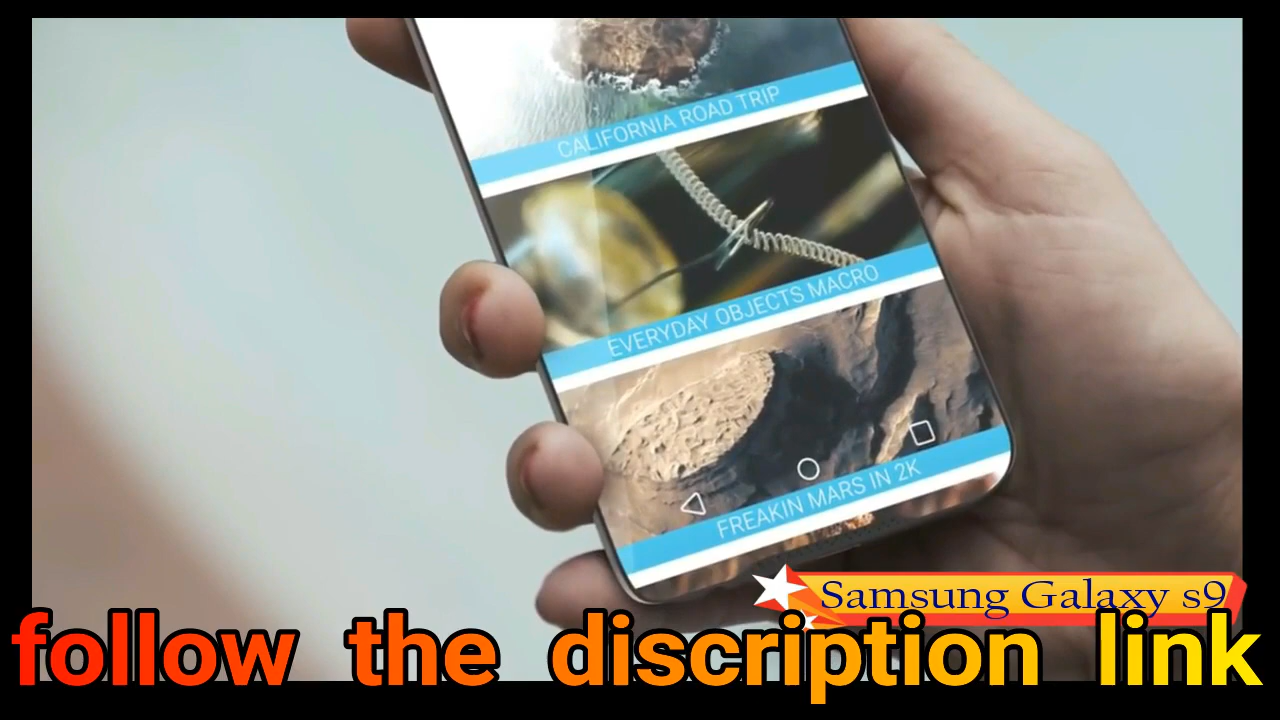 CALIFORNIA ROAD TRIP
EVERYDAY OBJECTS MACRO
FREAKIN MARS IN 2K
Samsung Galaxy s9
follow the discription link